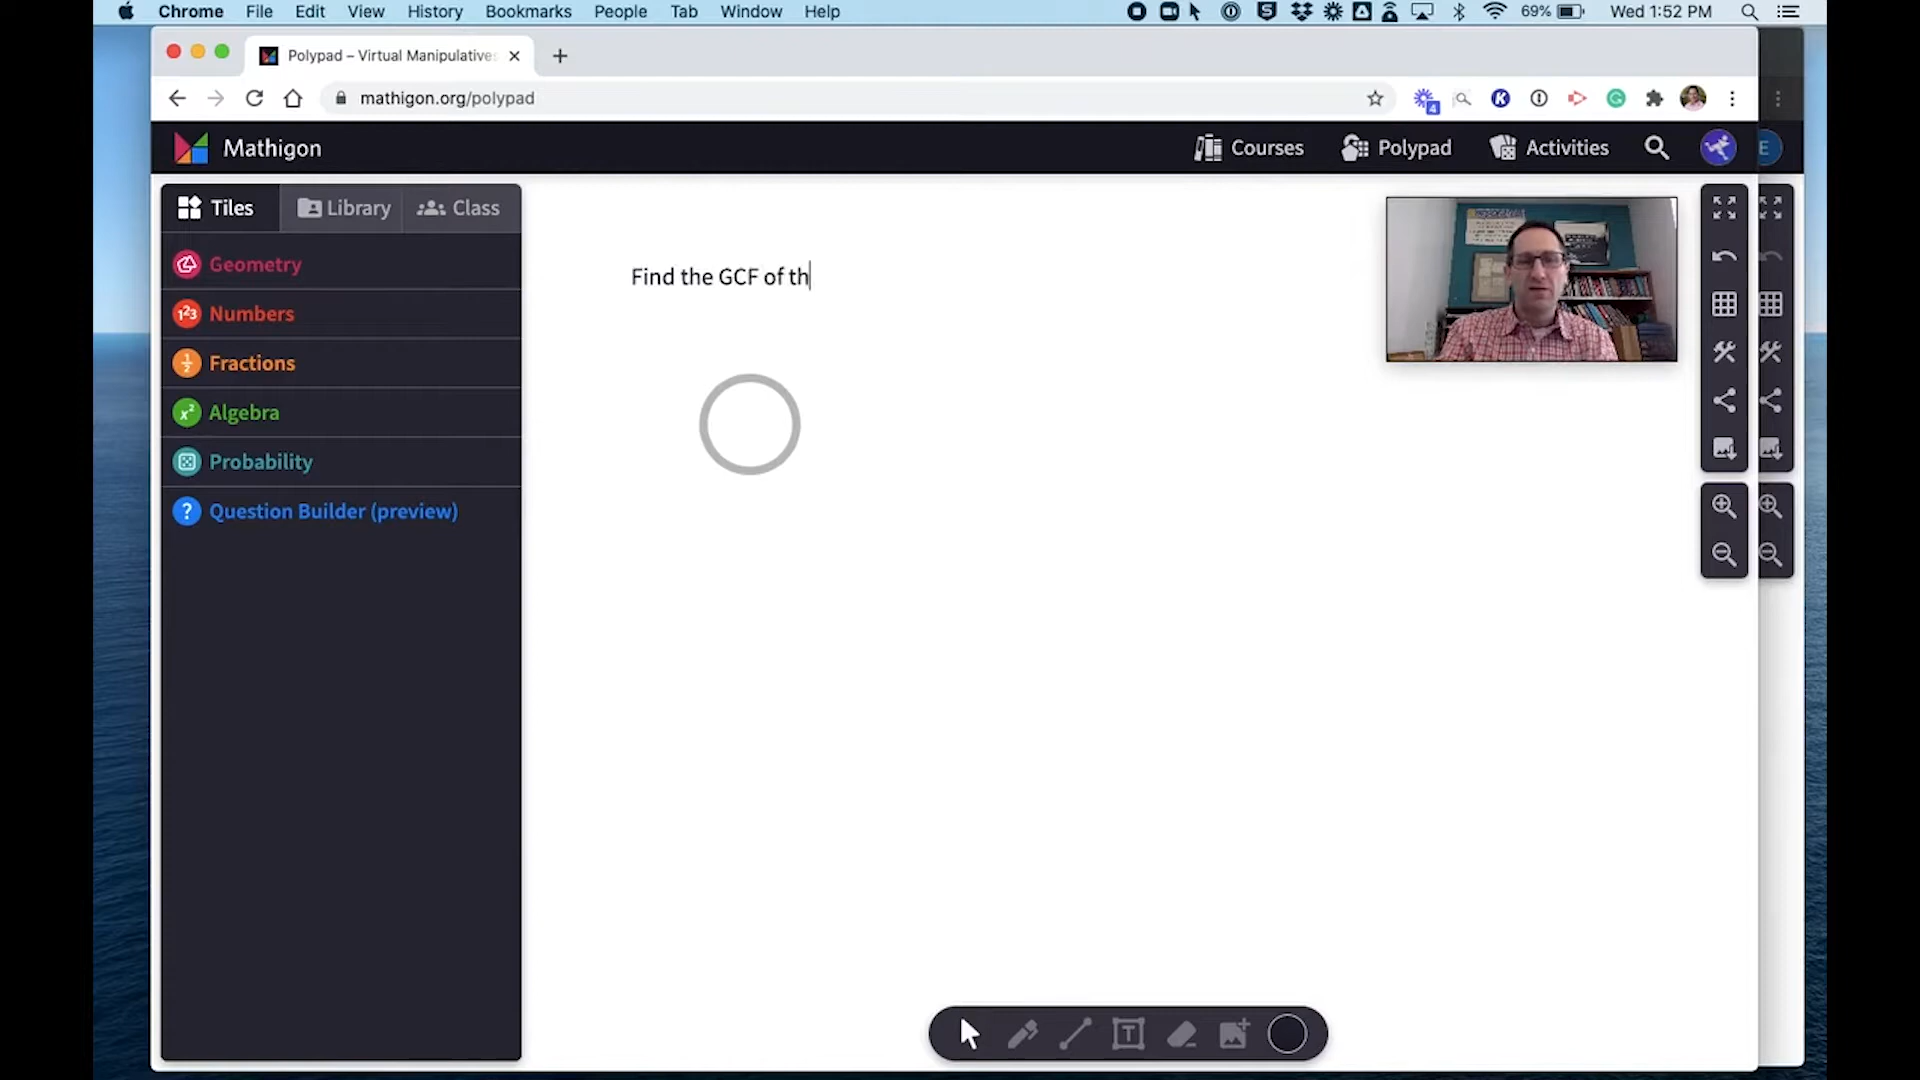 Chrome File Edit View History Bookmarks People Tab Window Help 69% Wed 1:52 PM
Polypad – Virtual Manipulatives
mathigon.org/polypad
Mathigon Courses Polypad Activities E
Tiles Library Class
Geometry
Numbers
Fractions
Algebra
Probability
Question Builder (preview)
Find the GCF of th